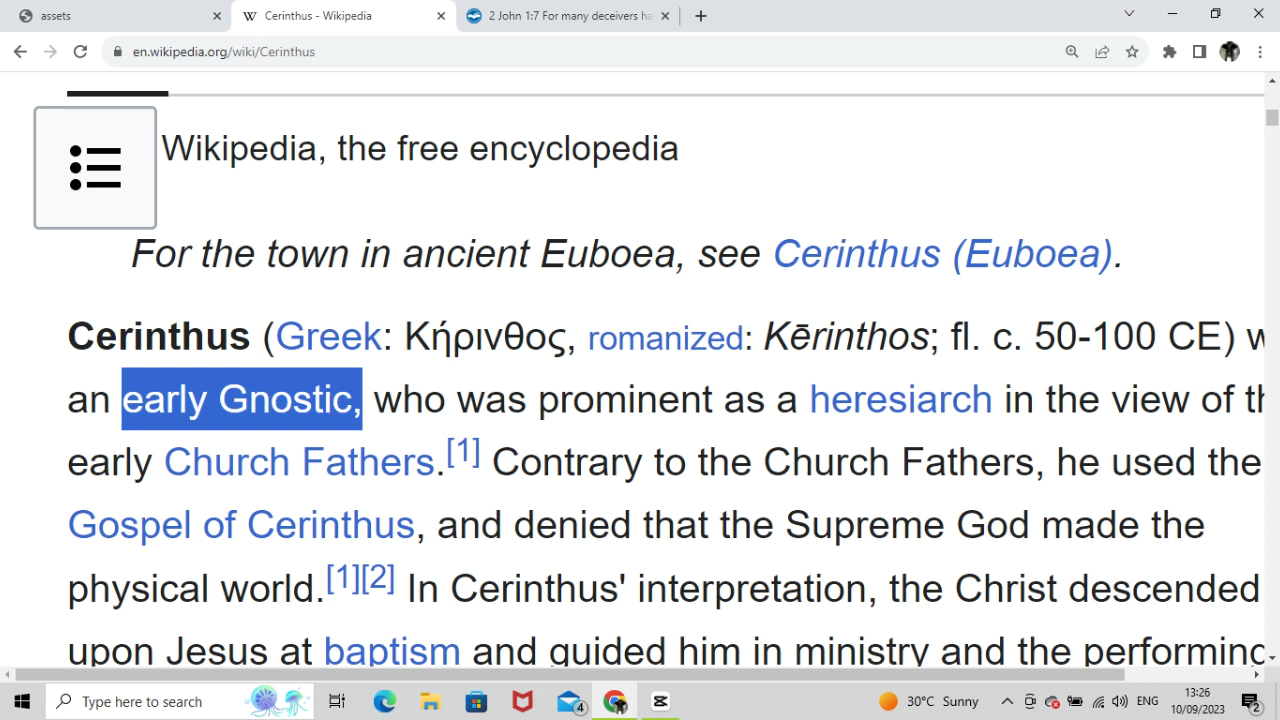 assets
Cerinthus - Wikipedia
2 John 1:7 For many deceivers ha
en.wikipedia.org/wiki/Cerinthus
Wikipedia, the free encyclopedia
For the town in ancient Euboea, see Cerinthus (Euboea).
Cerinthus (Greek: Κήρινθος, romanized: Kērinthos; fl. c. 50-100 CE) w
an early Gnostic, who was prominent as a heresiarch in the view of th
early Church Fathers.[1] Contrary to the Church Fathers, he used the
Gospel of Cerinthus, and denied that the Supreme God made the
physical world.[1][2] In Cerinthus' interpretation, the Christ descended
upon Jesus at baptism and guided him in ministry and the performing
Type here to search
4
30°C Sunny
ENG
13:26
10/09/2023
2